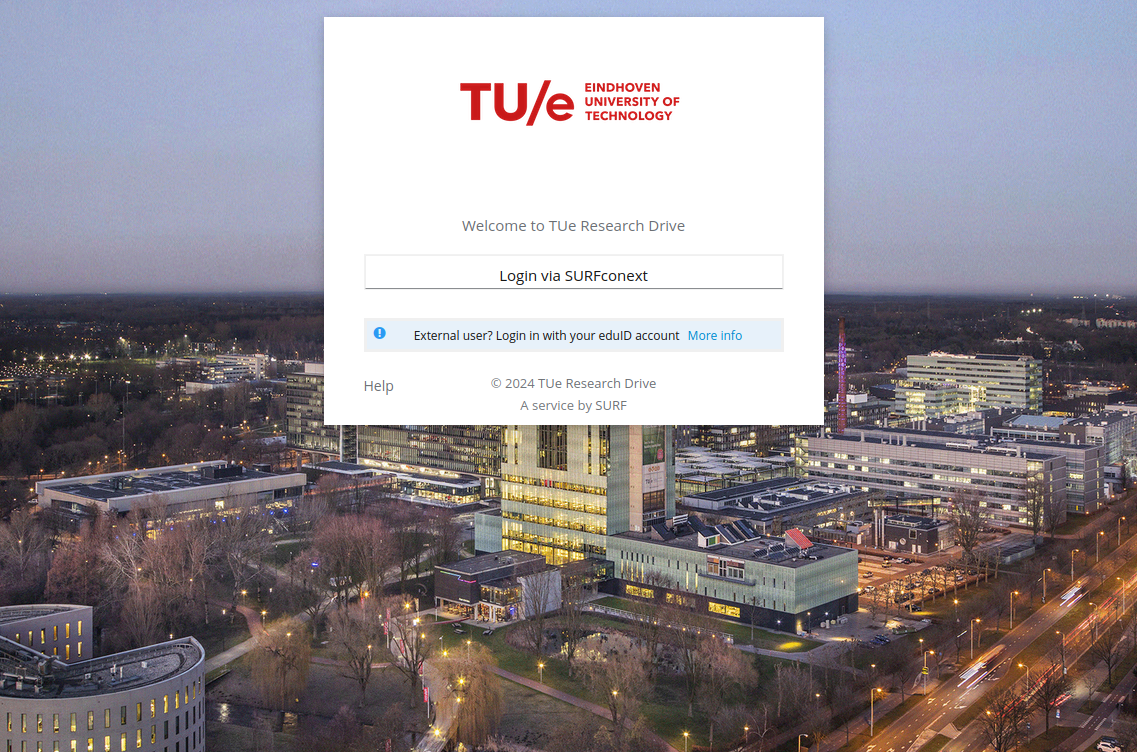 TU/e EINDHOVEN
UNIVERSITY OF
TECHNOLOGY
Welcome to TUe Research Drive
Login via SURFconext
External user? Login in with your eduID account More info
Help
© 2024 TUe Research Drive
A service by SURF